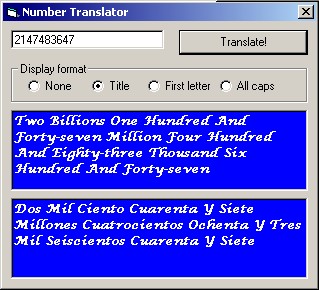 Number Translator
2147483647
Translate!
Display format
None
Title
First letter
All caps
Two Billions One Hundred And
Forty-seven Million Four Hundred
And Eighty-three Thousand Six
Hundred And Forty-seven
Dos Mil Ciento Cuarenta Y Siete
Millones Cuatrocientos Ochenta Y Tres
Mil Seiscientos Cuarenta Y Siete